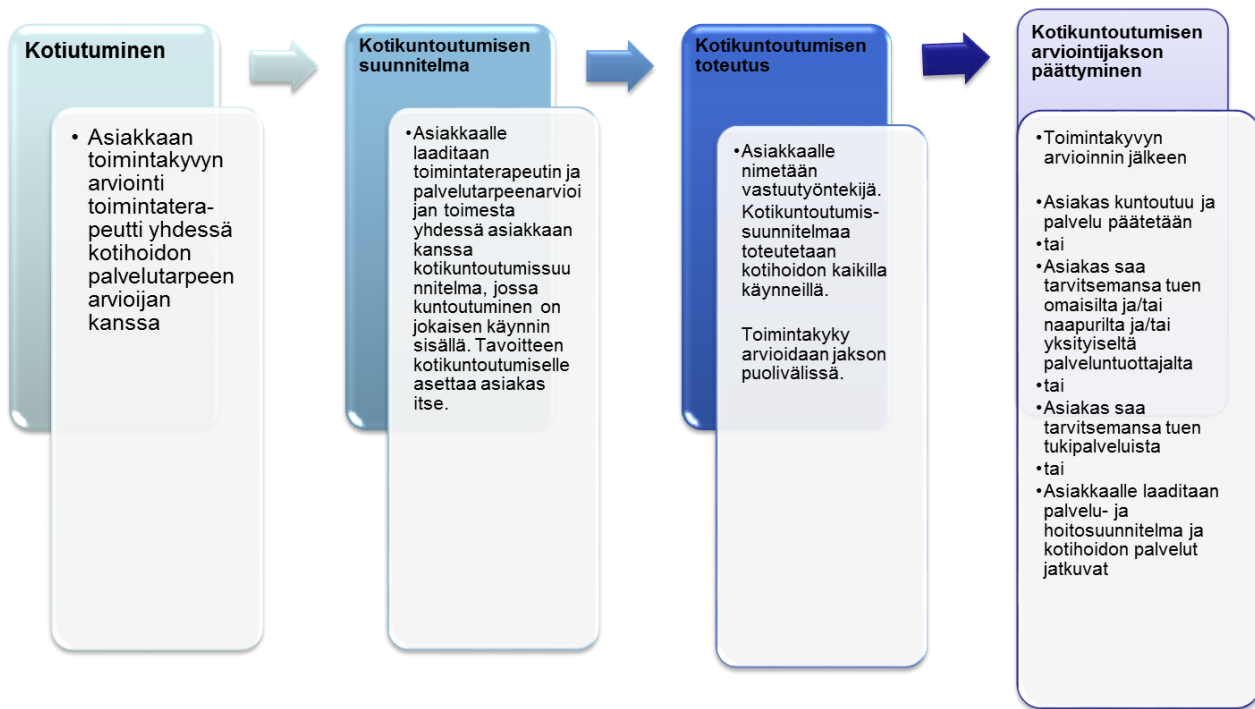 Kotiutuminen
• Asiakkaan
toimintakyvyn
arviointi
toimintatera-
peutti yhdessä
kotihoidon
palvelutarpeen
arvioijan
kanssa
Kotikuntoutumisen
suunnitelma
•Asiakkaalle
laaditaan
toimintaterapeutin ja
palvelutarpeenarvioi
jan toimesta
yhdessä asiakkaan
kanssa
kotikuntoutumissuu
nnitelma, jossa
kuntoutuminen on
jokaisen käynnin
sisällä. Tavoitteen
kotikuntoutumiselle
asettaa asiakas
itse.
Kotikuntoutumisen
toteutus
•Asiakkaalle
nimetään
vastuutyöntekijä.
Kotikuntoutumis-
suunnitelmaa
toteutetaan
kotihoidon kaikilla
käynneillä.
Toimintakyky
arvioidaan jakson
puolivälissä.
Kotikuntoutumisen
arviointijakson
päättyminen
•Toimintakyvyn
arvioinnin jälkeen
•Asiakas kuntoutuu ja
palvelu päätetään
•tai
•Asiakas saa
tarvitsemansa tuen
omaisilta ja/tai
naapurilta ja/tai
yksityiseltä
palveluntuottajalta
•tai
•Asiakas saa
tarvitsemansa tuen
tukipalveluista
•tai
•Asiakkaalle laaditaan
palvelu- ja
hoitosuunnitelma ja
kotihoidon palvelut
jatkuvat